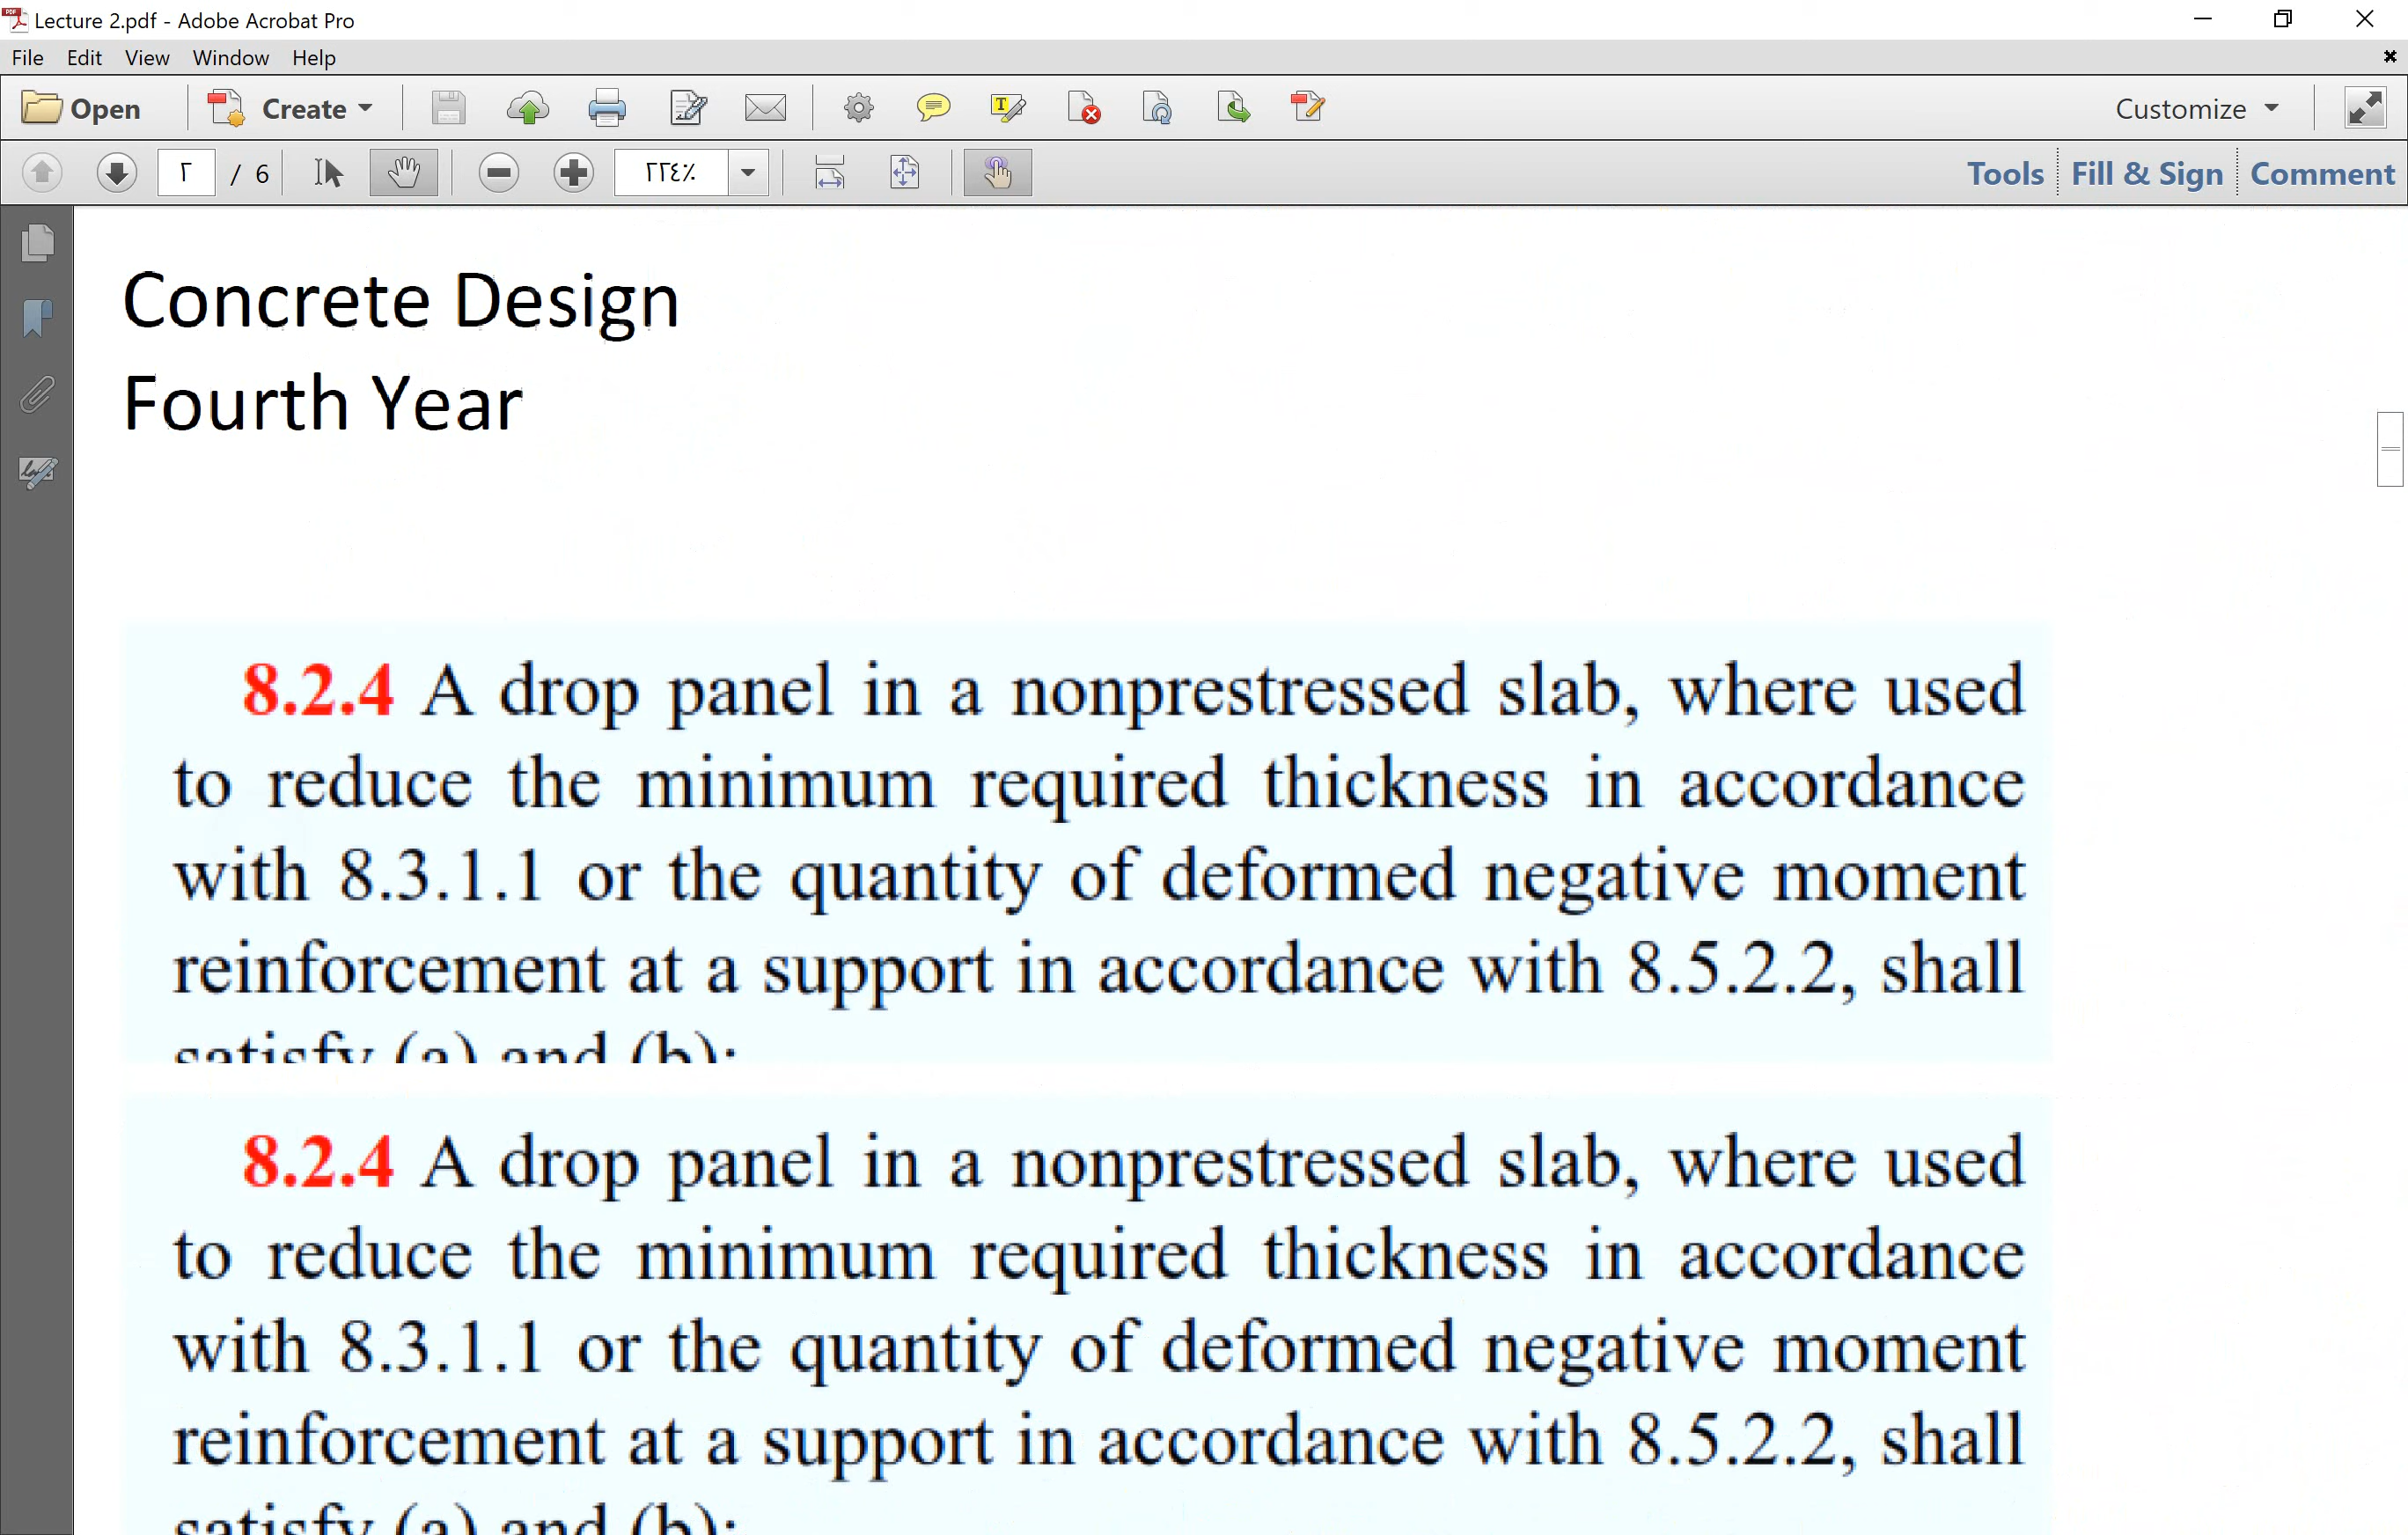 Lecture 2.pdf - Adobe Acrobat Pro
File Edit View Window Help
Open Create Customize
٢ / 6 ٢٢٤٪ Tools Fill & Sign Comment
Concrete Design
Fourth Year
8.2.4 A drop panel in a nonprestressed slab, where used
to reduce the minimum required thickness in accordance
with 8.3.1.1 or the quantity of deformed negative moment
reinforcement at a support in accordance with 8.5.2.2, shall
satisfy (a) and (b):
8.2.4 A drop panel in a nonprestressed slab, where used
to reduce the minimum required thickness in accordance
with 8.3.1.1 or the quantity of deformed negative moment
reinforcement at a support in accordance with 8.5.2.2, shall
satisfy (a) and (b):